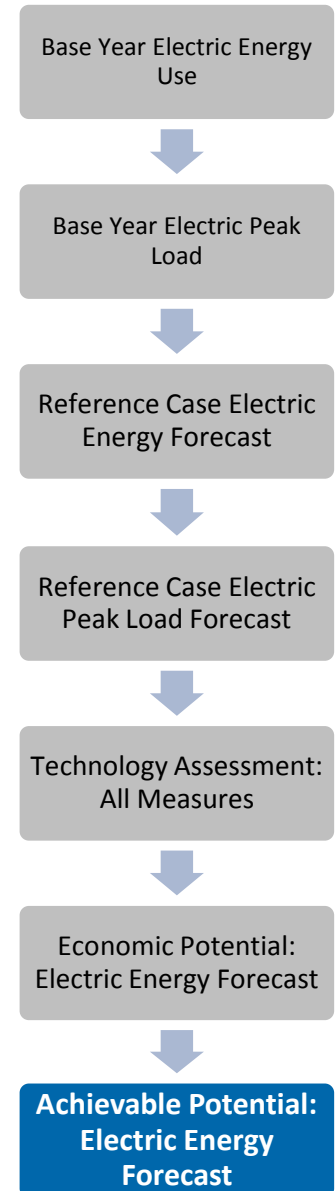 Base Year Electric Energy
Use
Base Year Electric Peak
Load
Reference Case Electric
Energy Forecast
Reference Case Electric
Peak Load Forecast
Technology Assessment:
All Measures
Economic Potential:
Electric Energy Forecast
Achievable Potential:
Electric Energy
Forecast